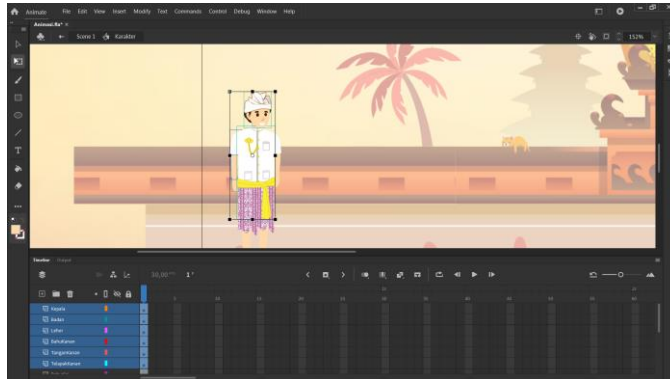 Animate File Edit View Insert Modify Text Commands Control Debug Window Help
Animasi.fla*
Scene 1 Karakter 152%
Timeline Output
30,00 FPS 1 F
Kepala
Badan
Leher
Bahukanan
Tangankanan
Telapakkanan